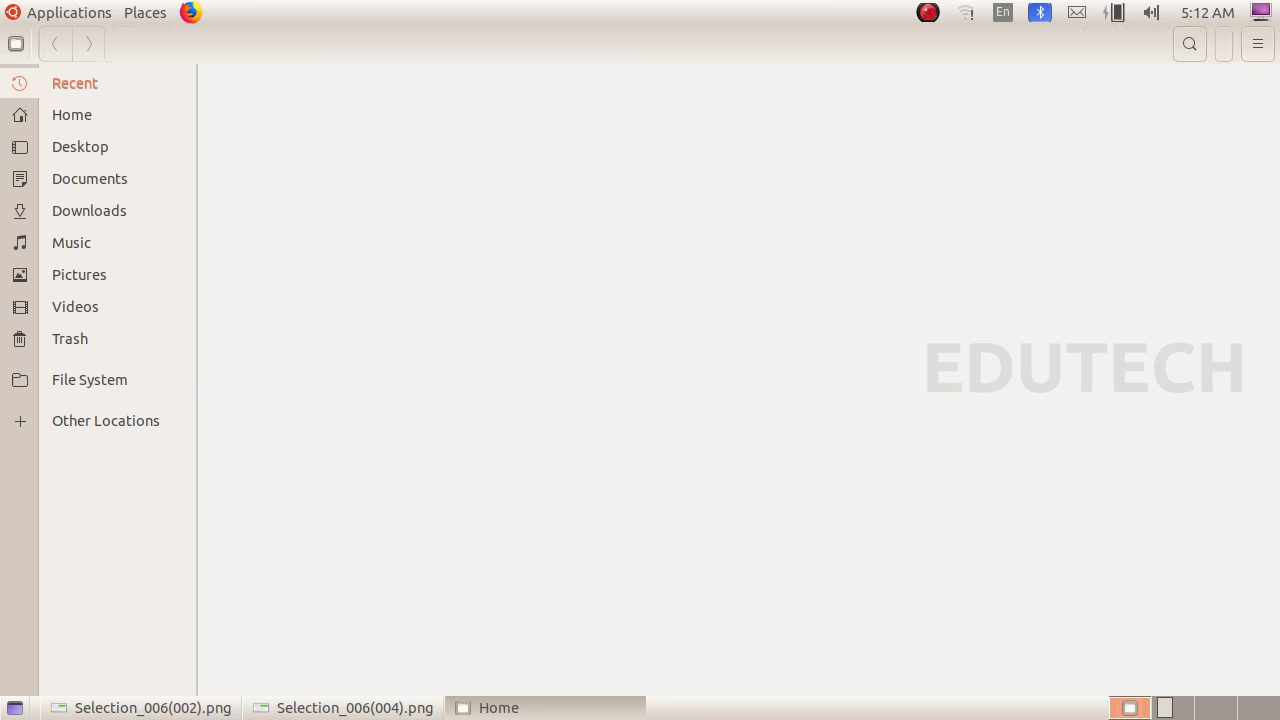 Applications Places En 5:12 AM
Recent
Home
Desktop
Documents
Downloads
Music
Pictures
Videos
Trash
EDUTECH
File System
Other Locations
Selection_006(002).png Selection_006(004).png Home